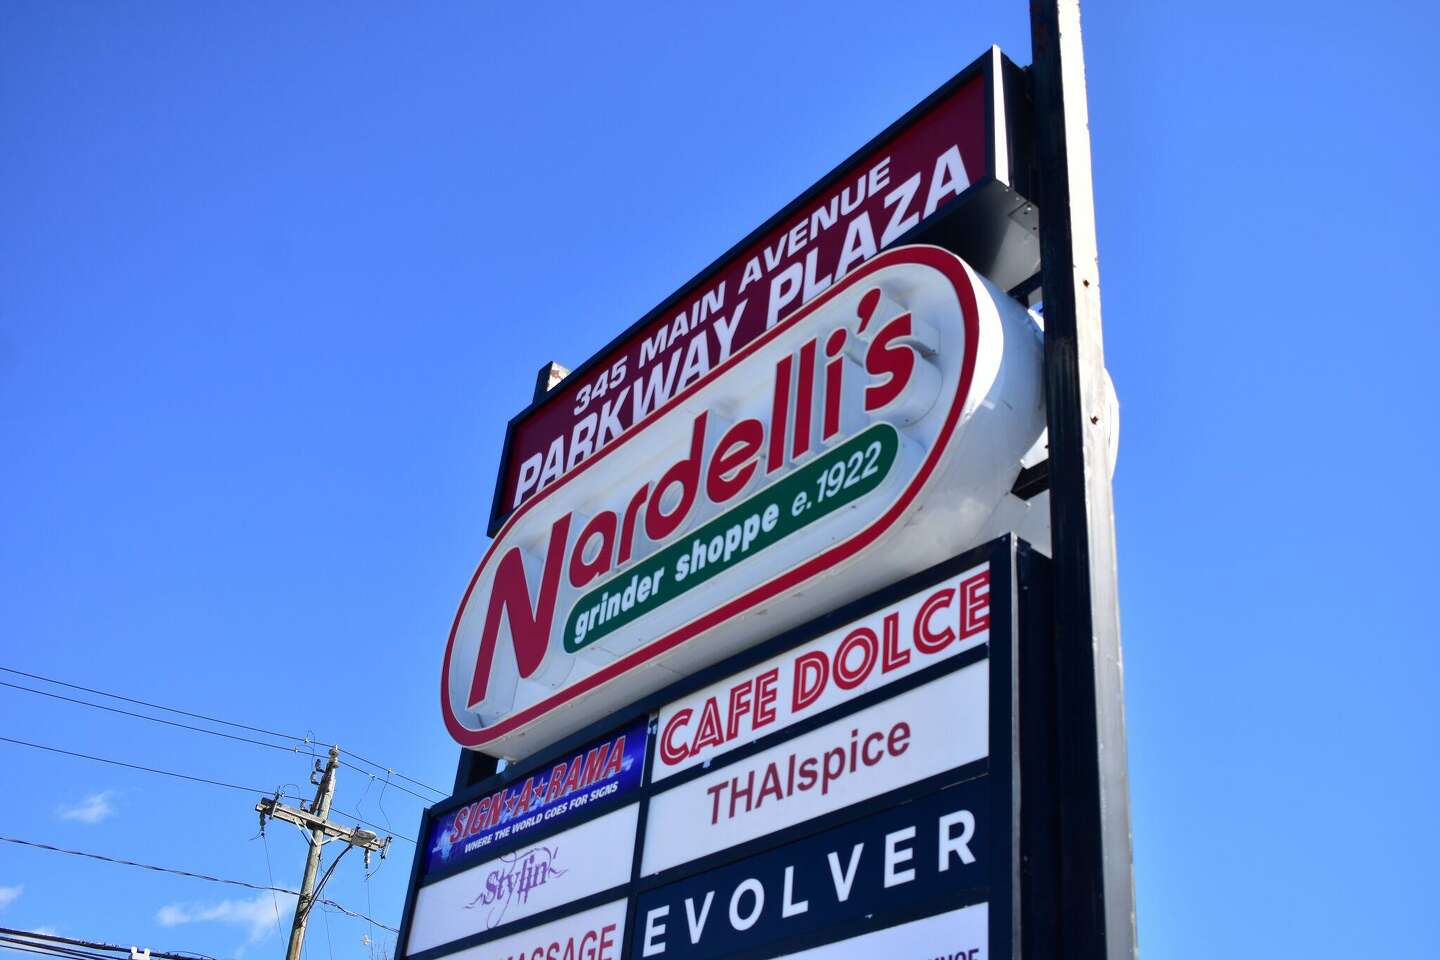 345 MAIN AVENUE
PARKWAY PLAZA
Nardelli's
grinder shoppe e.1922
SIGN★A★RAMA
WHERE THE WORLD GOES FOR SIGNS
CAFE DOLCE
Stylin'
THAIspice
EVOLVER